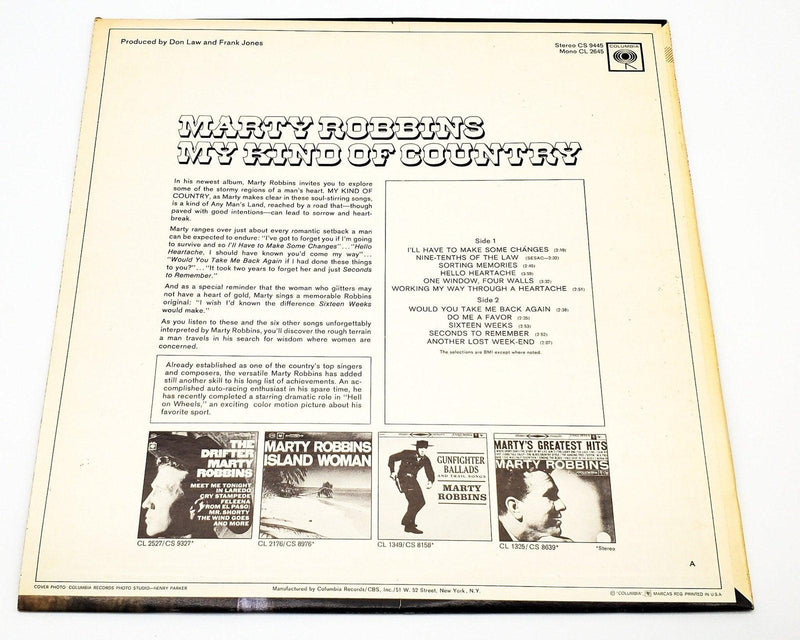 Produced by Don Law and Frank Jones
Stereo CS 9445
Mono CL 2645
COLUMBIA
MARTY ROBBINS
MY KIND OF COUNTRY
In his newest album, Marty Robbins invites you to explore
some of the stormy regions of a man's heart. MY KIND OF
COUNTRY, as Marty makes clear in these soul-stirring songs,
is a kind of Any Man's Land, reached by a road that—though
paved with good intentions—can lead to sorrow and heart-
break.
Marty ranges over just about every romantic setback a man
can be expected to endure: "I've got to forget you if I'm going
to survive and so I'll Have to Make Some Changes"..."Hello
Heartache, I should have known you'd come my way"...
"Would You Take Me Back Again if I had done these things
to you?"..."It took two years to forget her and just Seconds
to Remember."
And as a special reminder that the woman who glitters may
not have a heart of gold, Marty sings a memorable Robbins
original: "I wish I'd known the difference Sixteen Weeks
would make."
As you listen to these and the six other songs unforgettably
interpreted by Marty Robbins, you'll discover the rough terrain
a man travels in his search for wisdom where women are
concerned.
Already established as one of the country's top singers
and composers, the versatile Marty Robbins has added
still another skill to his long list of achievements. An ac-
complished auto-racing enthusiast in his spare time, he
has recently completed a starring dramatic role in "Hell
on Wheels," an exciting color motion picture about his
favorite sport.
Side 1
I'LL HAVE TO MAKE SOME CHANGES (2:18)
NINE-TENTHS OF THE LAW (SESAC—2:32)
SORTING MEMORIES
HELLO HEARTACHE
ONE WINDOW, FOUR WALLS
WORKING MY WAY THROUGH A HEARTACHE (2:51)
Side 2
WOULD YOU TAKE ME BACK AGAIN (2:38)
DO ME A FAVOR (2:35)
SIXTEEN WEEKS (2:53)
SECONDS TO REMEMBER (2:52)
ANOTHER LOST WEEK-END (2:07)
The selections are BMI except where noted.
THE
DRIFTER
MARTY
ROBBINS
MEET ME TONIGHT
IN LAREDO
CRY STAMPEDE
FELEENA
(FROM EL PASO)
MR. SHORTY
THE WIND GOES
AND MORE
CL 2527/CS 9327*
MARTY ROBBINS
ISLAND WOMAN
CL 2176/CS 8976*
GUNFIGHTER
BALLADS
AND TRAIL SONGS
MARTY
ROBBINS
CL 1349/CS 8158*
MARTY'S GREATEST HITS
MARTY ROBBINS
CL 1325/CS 8639*
*Stereo
A
COVER PHOTO: COLUMBIA RECORDS PHOTO STUDIO—HENRY PARKER
Manufactured by Columbia Records/CBS, Inc./51 W. 52 Street, New York, N.Y.
© "COLUMBIA", MARCAS REG. PRINTED IN U.S.A.